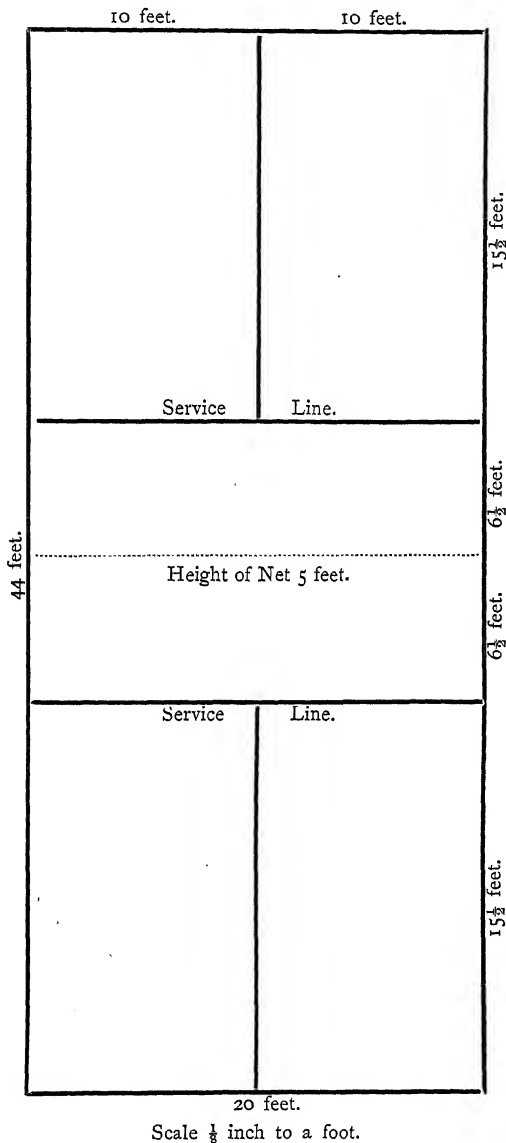 10 feet. 10 feet.
15½ feet.
Service Line.
6½ feet.
44 feet.
Height of Net 5 feet.
6½ feet.
Service Line.
15½ feet.
20 feet.
Scale ⅛ inch to a foot.